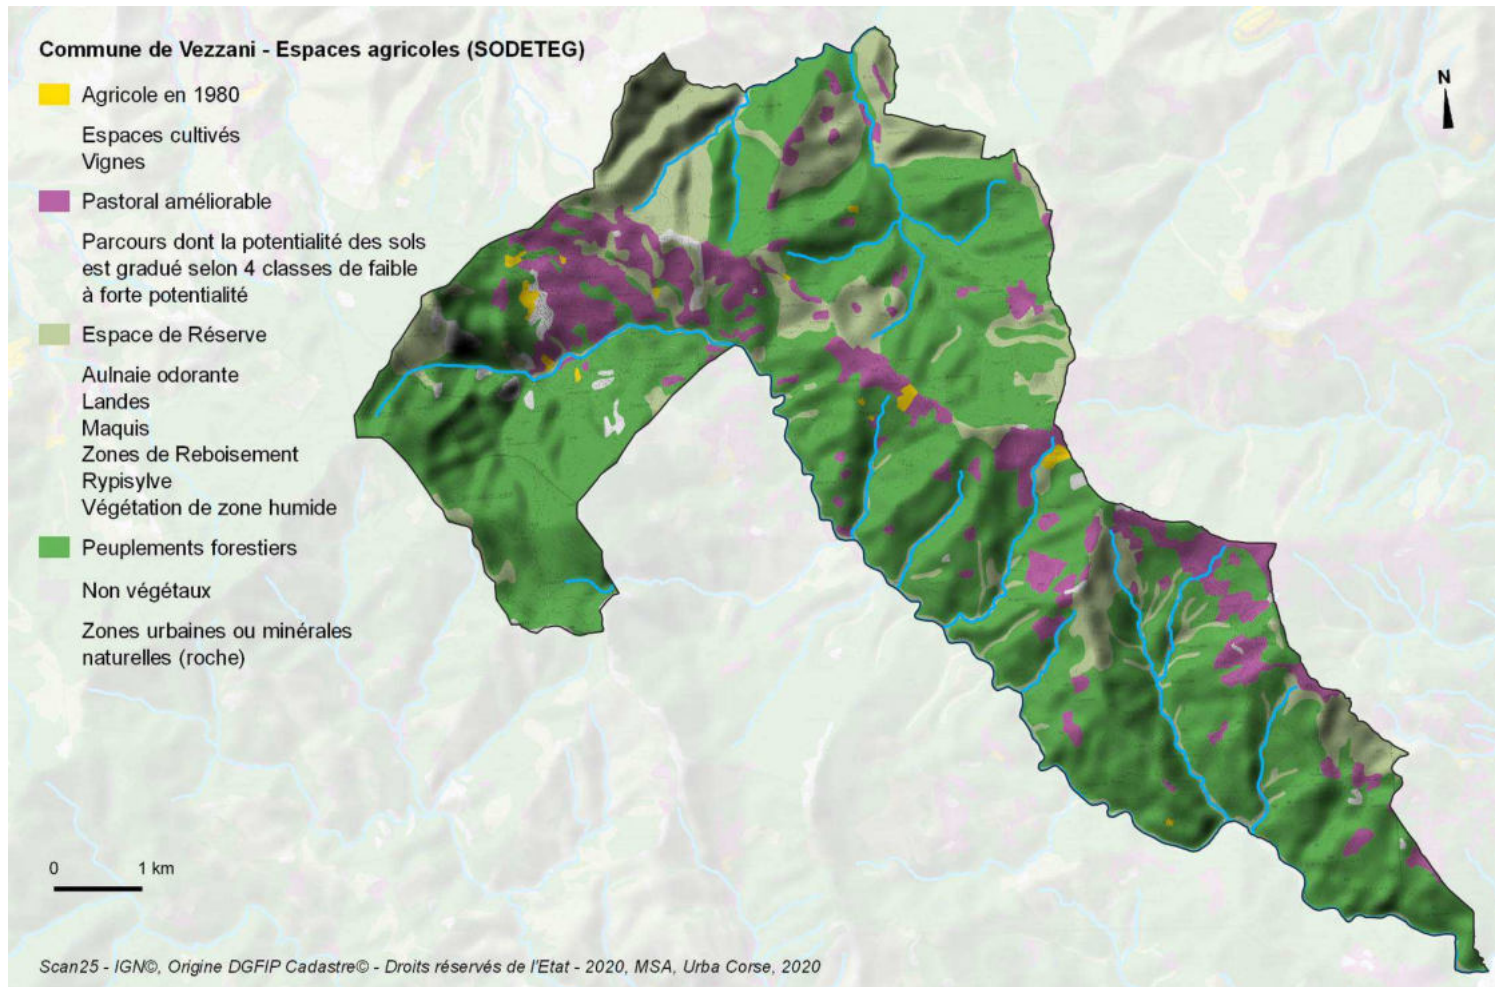 Commune de Vezzani - Espaces agricoles (SODETEG)
Agricole en 1980
Espaces cultivés
Vignes
Pastoral améliorable
Parcours dont la potentialité des sols
est gradué selon 4 classes de faible
à forte potentialité
Espace de Réserve
Aulnaie odorante
Landes
Maquis
Zones de Reboisement
Rypisylve
Végétation de zone humide
Peuplements forestiers
Non végétaux
Zones urbaines ou minérales
naturelles (roche)
N
0 1 km
Scan25 - IGN©, Origine DGFIP Cadastre© - Droits réservés de l'Etat - 2020, MSA, Urba Corse, 2020